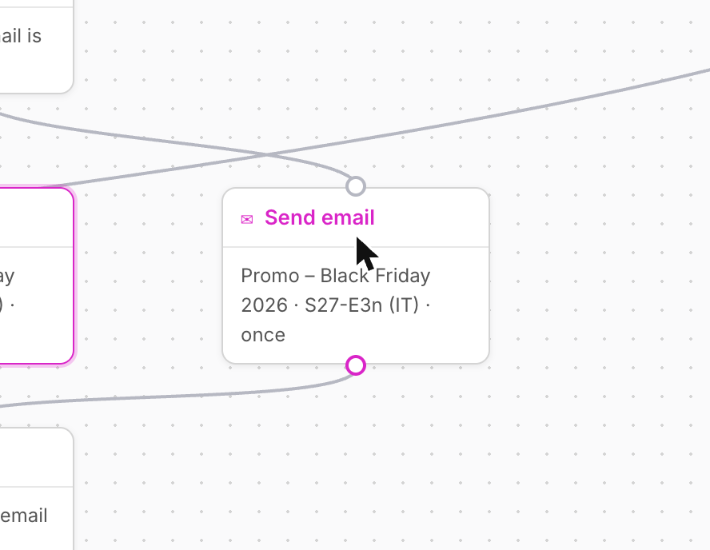 ail is
✉ Send email
ay
Promo – Black Friday
) ·
2026 · S27-E3n (IT) ·
once
email